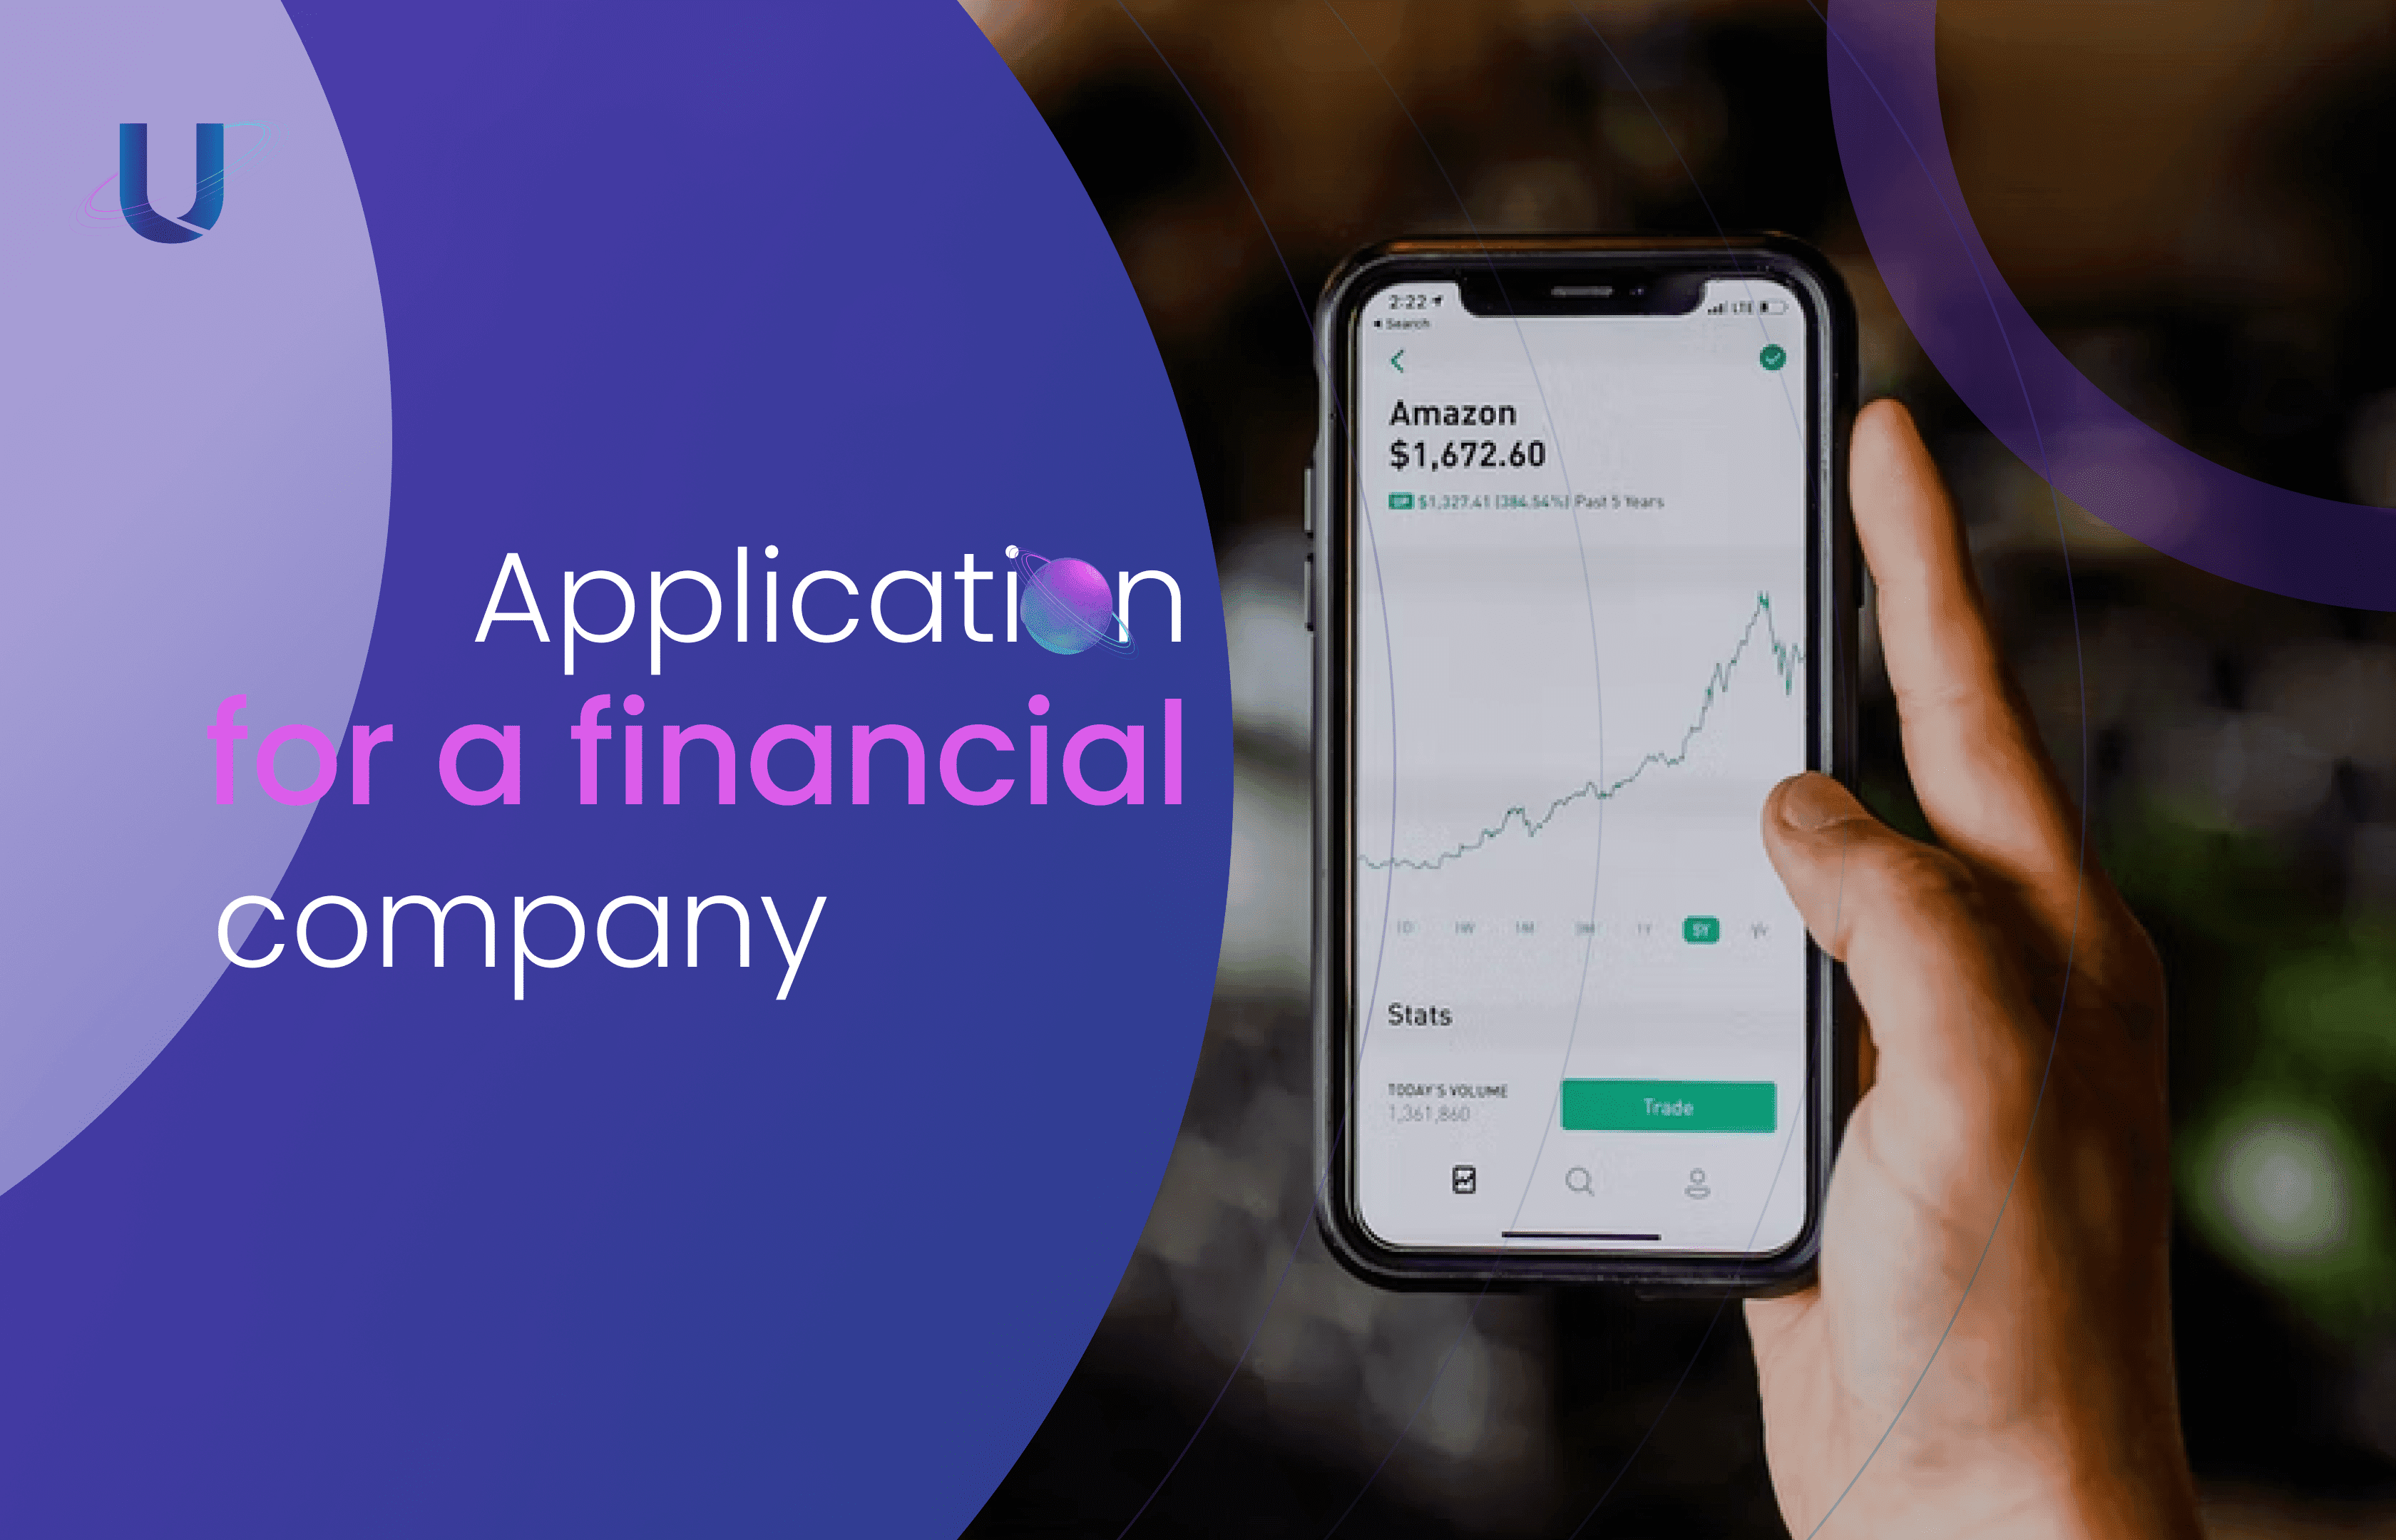 U
Application
for a financial
company
2:22
LTE
Search
Amazon
$1,672.60
UP $1,327.41 (384.54%) Past 5 Years
1D 1W 1M 3M 1Y 5Y
Stats
TODAY'S VOLUME
1,361,860
Trade